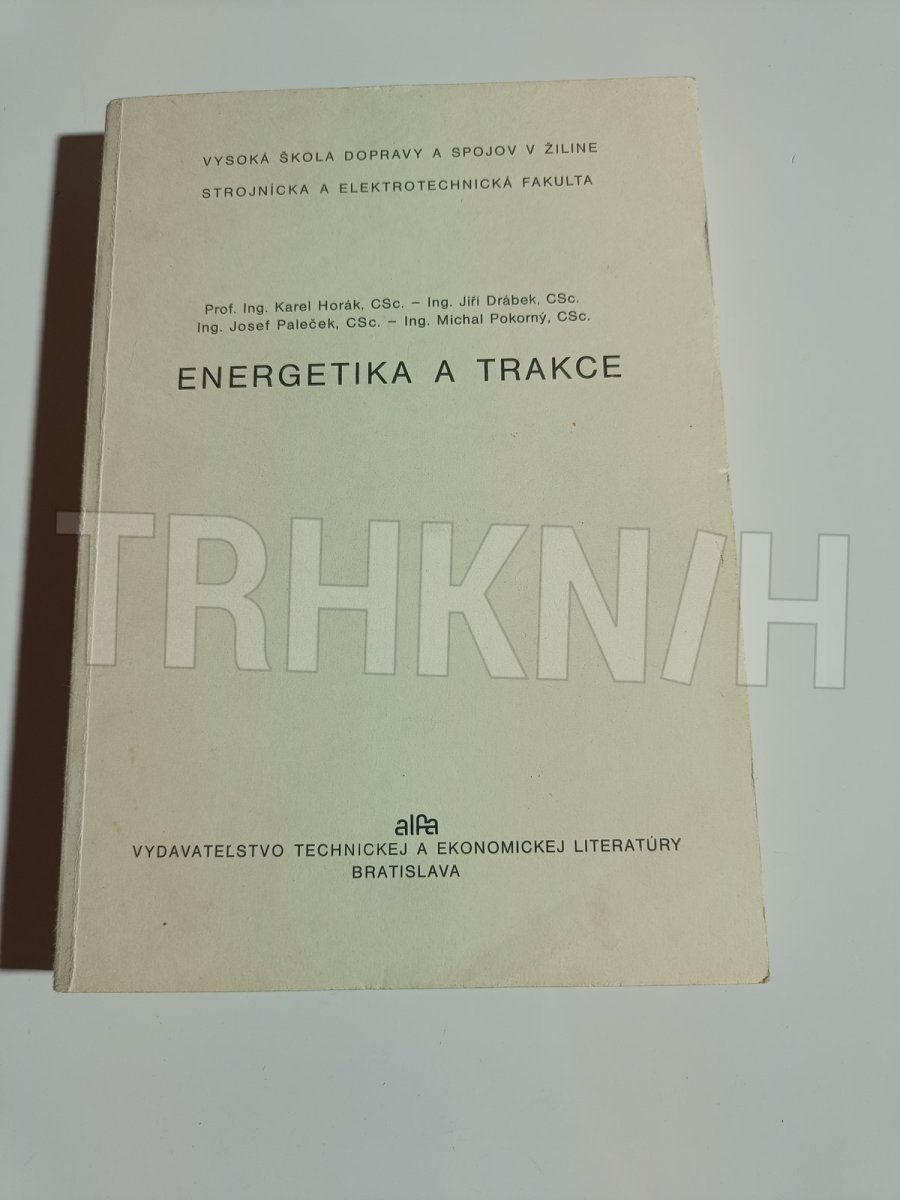 VYSOKÁ ŠKOLA DOPRAVY A SPOJOV V ŽILINE
STROJNÍCKA A ELEKTROTECHNICKÁ FAKULTA
Prof. Ing. Karel Horák, CSc. – Ing. Jiří Drábek, CSc.
Ing. Josef Paleček, CSc. – Ing. Michal Pokorný, CSc.
ENERGETIKA A TRAKCE
TRHKNIH
alfa
VYDAVATEĽSTVO TECHNICKEJ A EKONOMICKEJ LITERATÚRY
BRATISLAVA